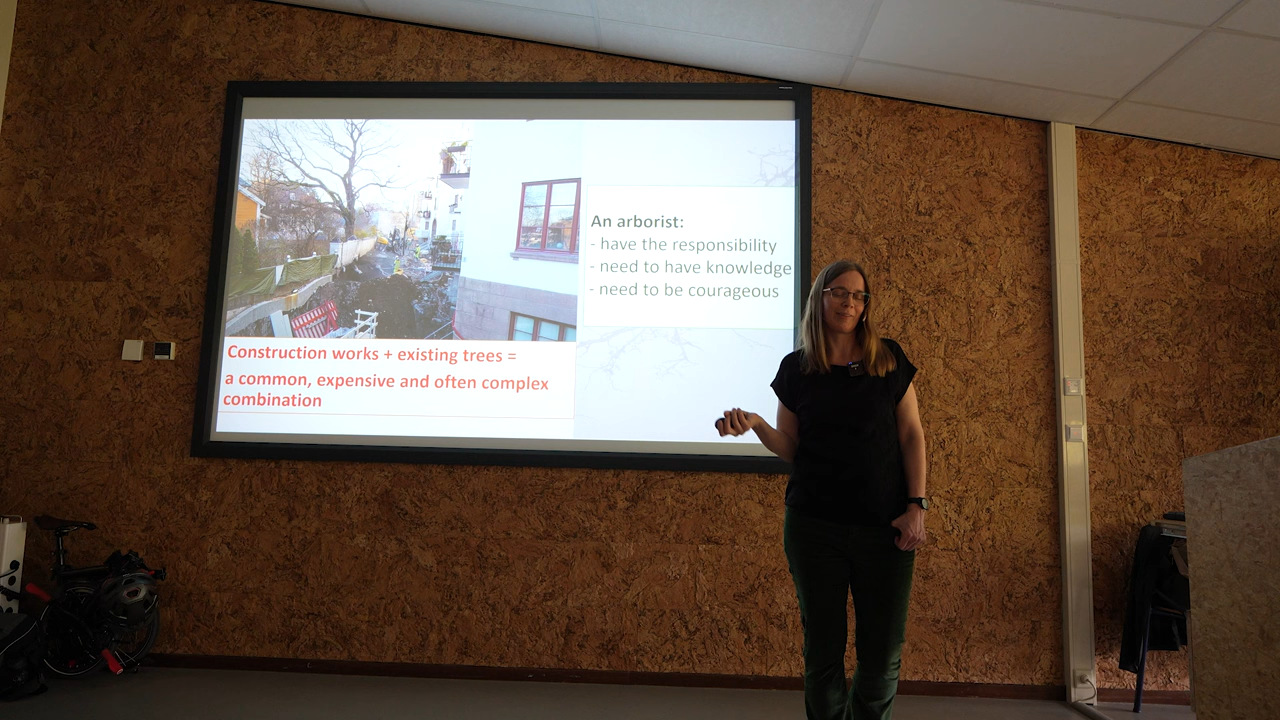 An arborist:
- have the responsibility
- need to have knowledge
- need to be courageous
Construction works + existing trees =
a common, expensive and often complex
combination